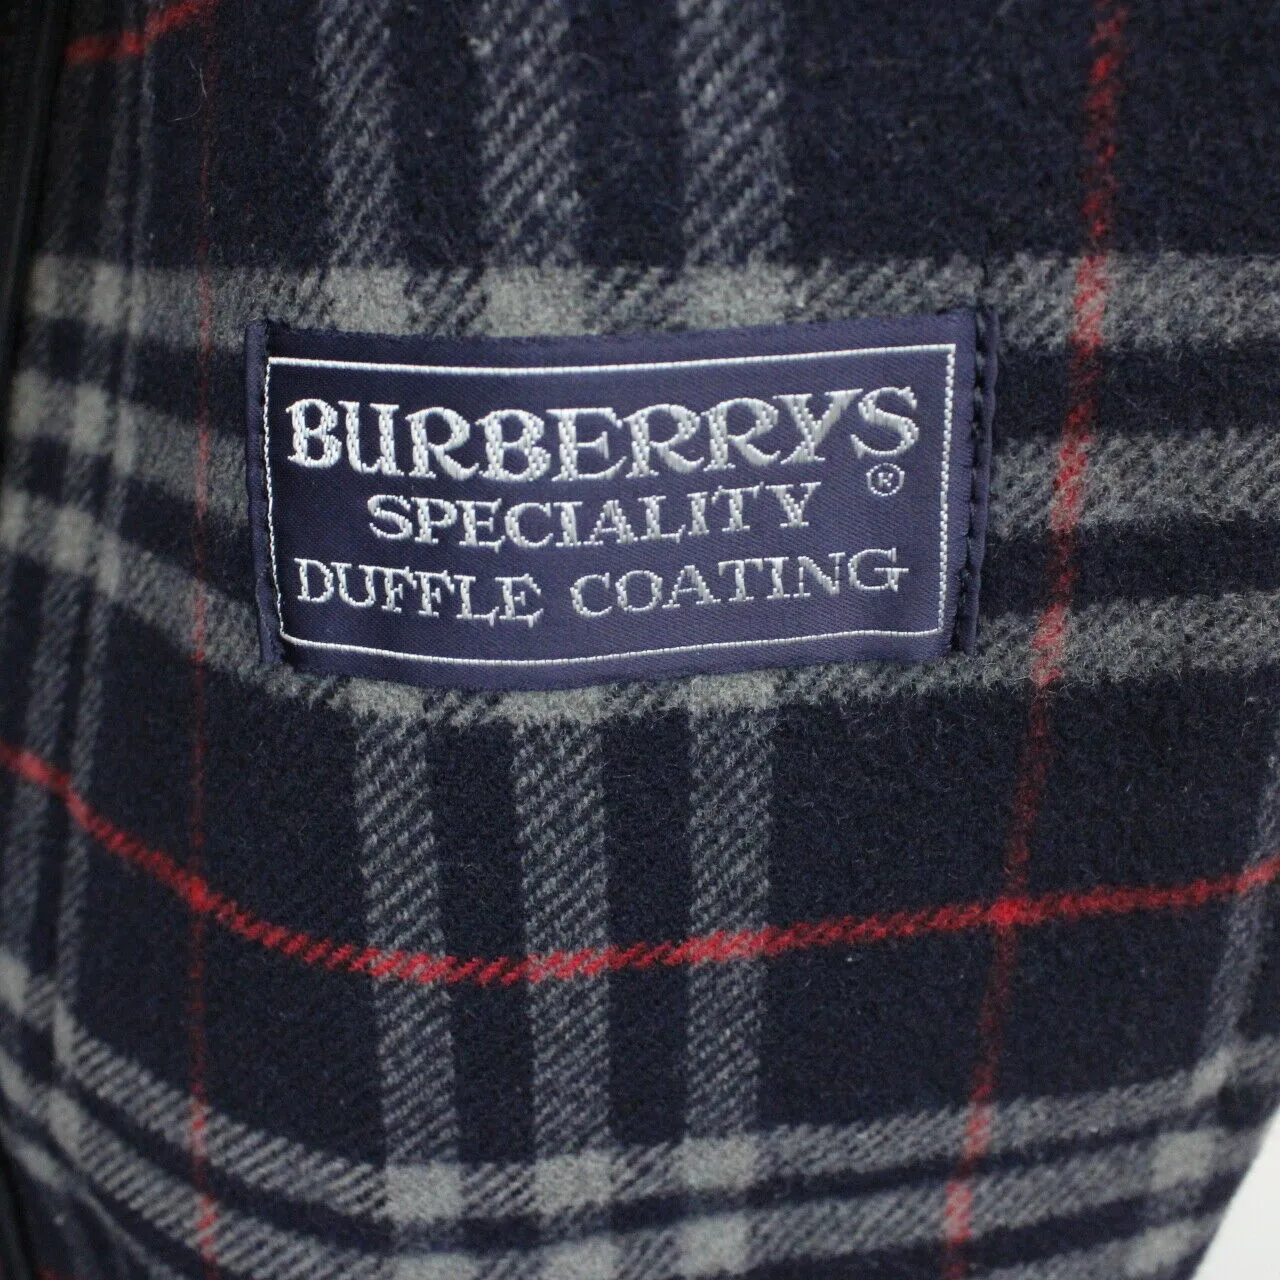 BURBERRYS
SPECIALITY ®
DUFFLE COATING